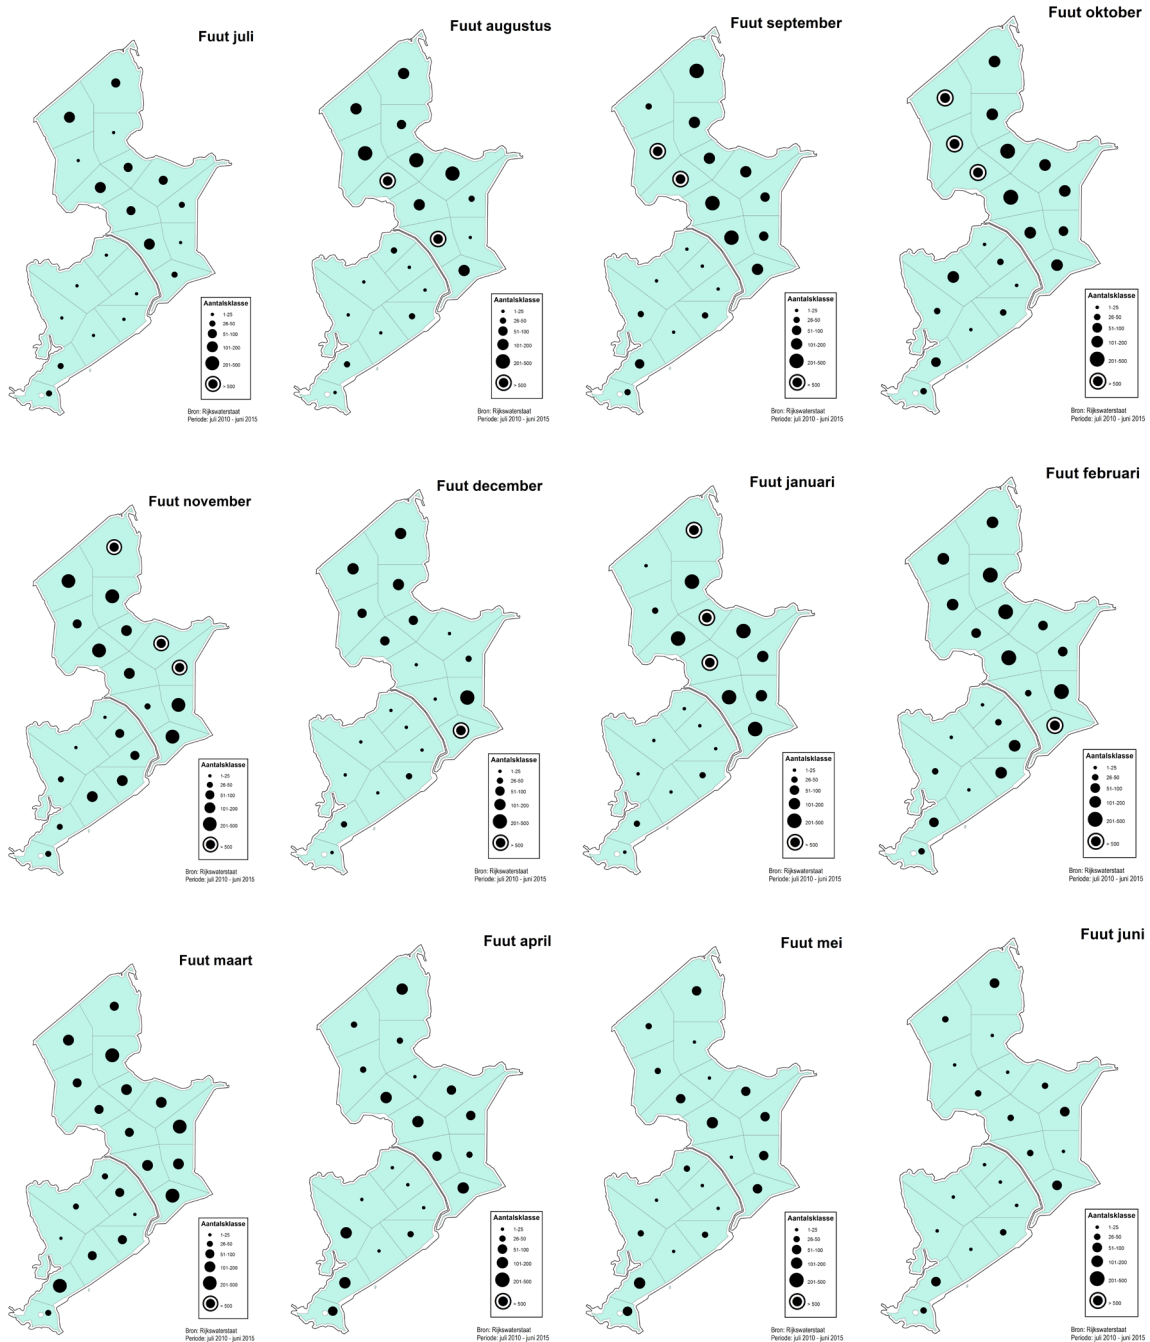 Fuut juli
Aantalsklasse
1-25
26-50
51-100
101-200
201-500
> 500
Bron: Rijkswaterstaat
Periode: juli 2010 - juni 2015
Fuut augustus
Aantalsklasse
1-25
26-50
51-100
101-200
201-500
> 500
Bron: Rijkswaterstaat
Periode: juli 2010 - juni 2015
Fuut september
Aantalsklasse
1-25
26-50
51-100
101-200
201-500
> 500
Bron: Rijkswaterstaat
Periode: juli 2010 - juni 2015
Fuut oktober
Aantalsklasse
1-25
26-50
51-100
101-200
201-500
> 500
Bron: Rijkswaterstaat
Periode: juli 2010 - juni 2015
Fuut november
Aantalsklasse
1-25
26-50
51-100
101-200
201-500
> 500
Bron: Rijkswaterstaat
Periode: juli 2010 - juni 2015
Fuut december
Aantalsklasse
1-25
26-50
51-100
101-200
201-500
> 500
Bron: Rijkswaterstaat
Periode: juli 2010 - juni 2015
Fuut januari
Aantalsklasse
1-25
26-50
51-100
101-200
201-500
> 500
Bron: Rijkswaterstaat
Periode: juli 2010 - juni 2015
Fuut februari
Aantalsklasse
1-25
26-50
51-100
101-200
201-500
> 500
Bron: Rijkswaterstaat
Periode: juli 2010 - juni 2015
Fuut maart
Aantalsklasse
1-25
26-50
51-100
101-200
201-500
> 500
Bron: Rijkswaterstaat
Periode: juli 2010 - juni 2015
Fuut april
Aantalsklasse
1-25
26-50
51-100
101-200
201-500
> 500
Bron: Rijkswaterstaat
Periode: juli 2010 - juni 2015
Fuut mei
Aantalsklasse
1-25
26-50
51-100
101-200
201-500
> 500
Bron: Rijkswaterstaat
Periode: juli 2010 - juni 2015
Fuut juni
Aantalsklasse
1-25
26-50
51-100
101-200
201-500
> 500
Bron: Rijkswaterstaat
Periode: juli 2010 - juni 2015